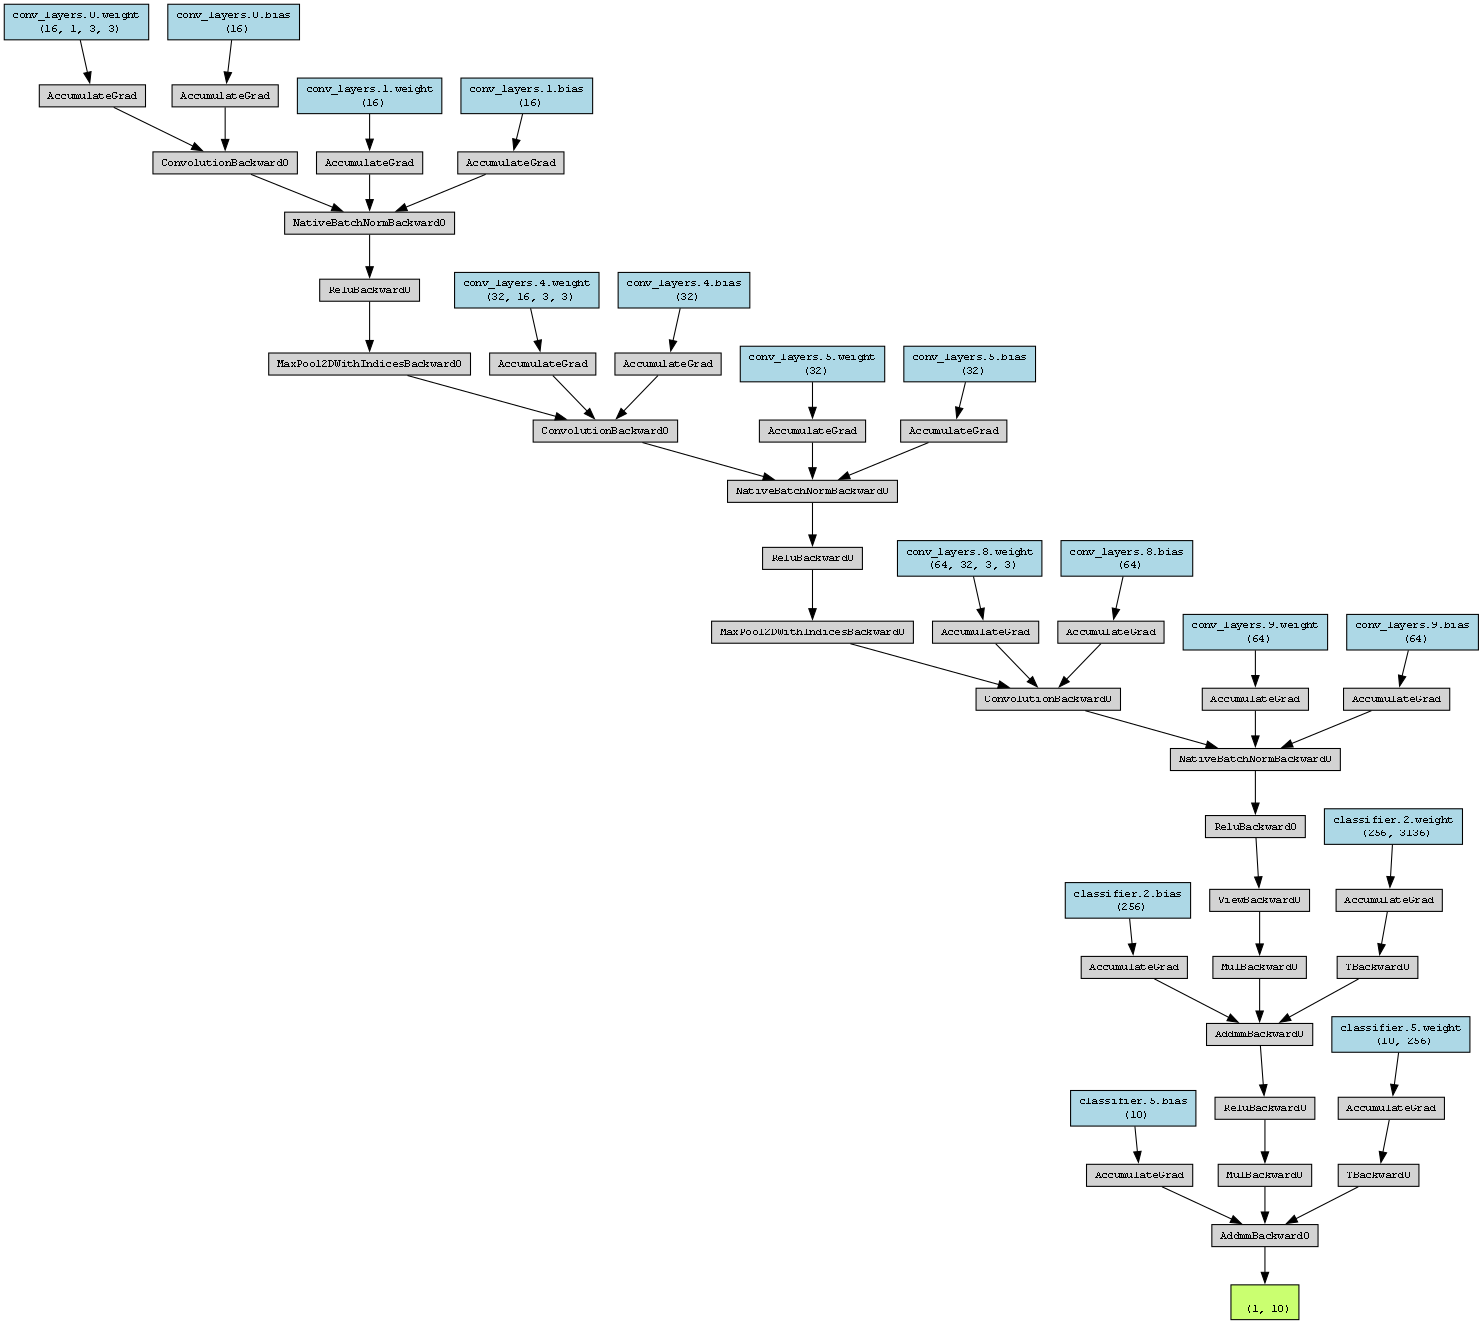 conv_layers.0.weight
(16, 1, 3, 3)
conv_layers.0.bias
(16)
AccumulateGrad
AccumulateGrad
conv_layers.1.weight
(16)
conv_layers.1.bias
(16)
ConvolutionBackward0
AccumulateGrad
AccumulateGrad
NativeBatchNormBackward0
ReluBackward0
conv_layers.4.weight
(32, 16, 3, 3)
conv_layers.4.bias
(32)
MaxPool2DWithIndicesBackward0
AccumulateGrad
AccumulateGrad
conv_layers.5.weight
(32)
conv_layers.5.bias
(32)
ConvolutionBackward0
AccumulateGrad
AccumulateGrad
NativeBatchNormBackward0
ReluBackward0
conv_layers.8.weight
(64, 32, 3, 3)
conv_layers.8.bias
(64)
MaxPool2DWithIndicesBackward0
AccumulateGrad
AccumulateGrad
conv_layers.9.weight
(64)
conv_layers.9.bias
(64)
ConvolutionBackward0
AccumulateGrad
AccumulateGrad
NativeBatchNormBackward0
ReluBackward0
classifier.2.weight
(256, 3136)
classifier.2.bias
(256)
ViewBackward0
AccumulateGrad
AccumulateGrad
MulBackward0
TBackward0
AddmmBackward0
classifier.5.weight
(10, 256)
classifier.5.bias
(10)
ReluBackward0
AccumulateGrad
AccumulateGrad
MulBackward0
TBackward0
AddmmBackward0
(1, 10)